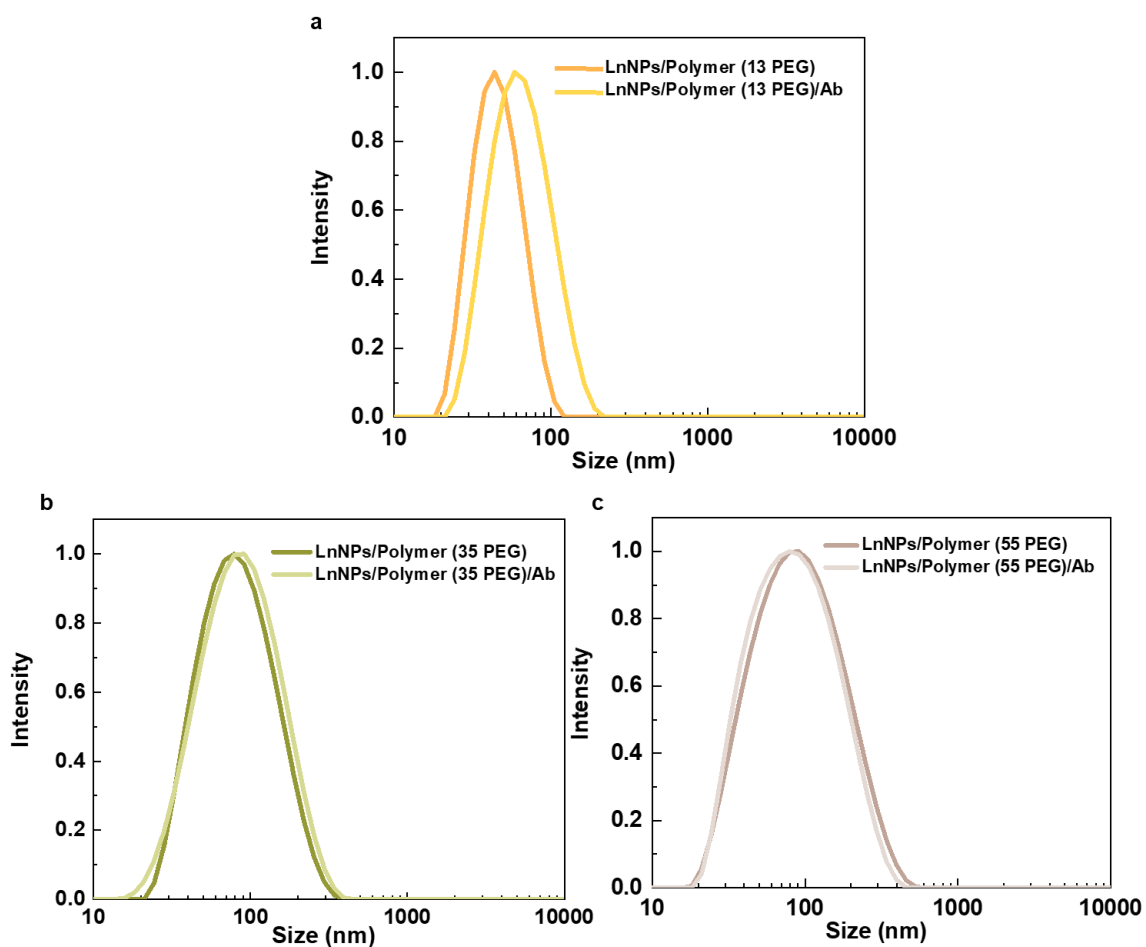 a
LnNPs/Polymer (13 PEG)
LnNPs/Polymer (13 PEG)/Ab
1.0
0.8
0.6
0.4
0.2
0.0
Intensity
10
100
1000
10000
Size (nm)
b
LnNPs/Polymer (35 PEG)
LnNPs/Polymer (35 PEG)/Ab
1.0
0.8
0.6
0.4
0.2
0.0
Intensity
10
100
1000
10000
Size (nm)
c
LnNPs/Polymer (55 PEG)
LnNPs/Polymer (55 PEG)/Ab
1.0
0.8
0.6
0.4
0.2
0.0
Intensity
10
100
1000
10000
Size (nm)